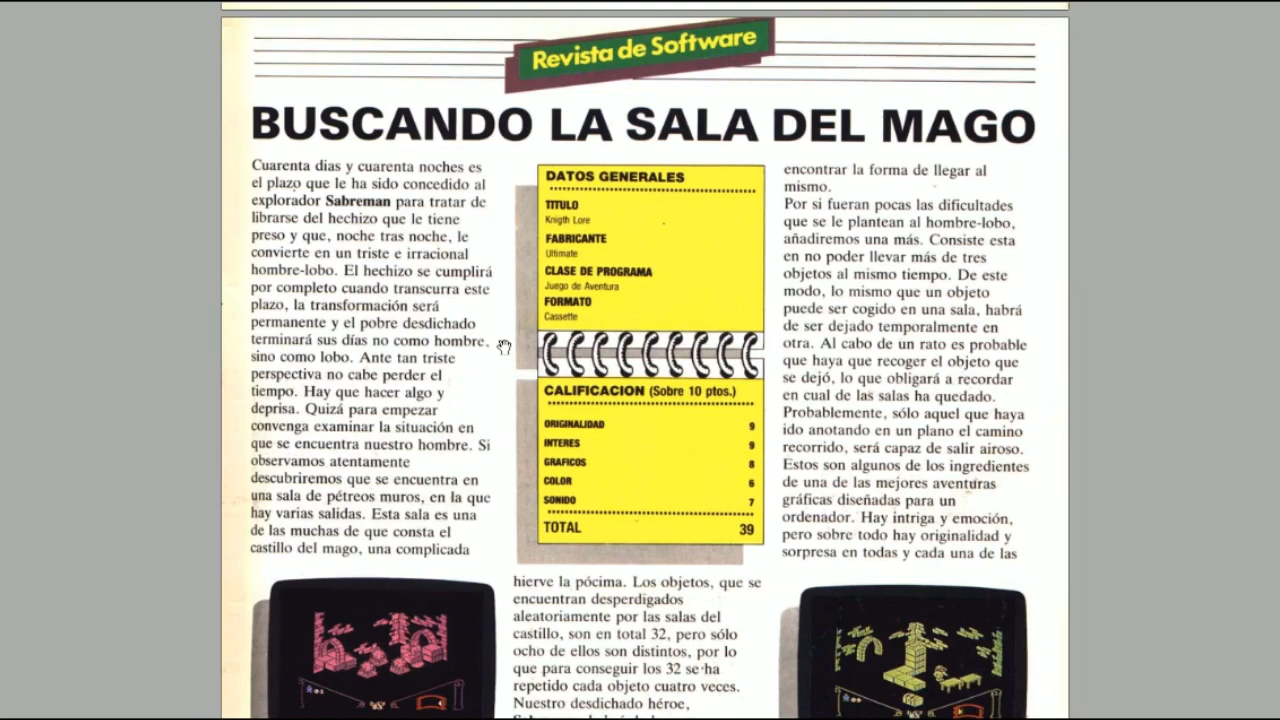 Revista de Software
BUSCANDO LA SALA DEL MAGO
Cuarenta dias y cuarenta noches es
el plazo que le ha sido concedido al
explorador Sabreman para tratar de
librarse del hechizo que le tiene
preso y que, noche tras noche, le
convierte en un triste e irracional
hombre-lobo. El hechizo se cumplirá
por completo cuando transcurra este
plazo, la transformación será
permanente y el pobre desdichado
terminará sus días no como hombre,
sino como lobo. Ante tan triste
perspectiva no cabe perder el
tiempo. Hay que hacer algo y
deprisa. Quizá para empezar
convenga examinar la situación en
que se encuentra nuestro hombre. Si
observamos atentamente
descubriremos que se encuentra en
una sala de pétreos muros, en la que
hay varias salidas. Esta sala es una
de las muchas de que consta el
castillo del mago, una complicada
DATOS GENERALES
TITULO
Knigth Lore
FABRICANTE
Ultimate
CLASE DE PROGRAMA
Juego de Aventura
FORMATO
Cassette
CALIFICACION (Sobre 10 ptos.)
ORIGINALIDAD 9
INTERES 9
GRAFICOS 8
COLOR 6
SONIDO 7
TOTAL 39
hierve la pócima. Los objetos, que se
encuentran desperdigados
aleatoriamente por las salas del
castillo, son en total 32, pero sólo
ocho de ellos son distintos, por lo
que para conseguir los 32 se ha
repetido cada objeto cuatro veces.
Nuestro desdichado héroe,
encontrar la forma de llegar al
mismo.
Por si fueran pocas las dificultades
que se le plantean al hombre-lobo,
añadiremos una más. Consiste esta
en no poder llevar más de tres
objetos al mismo tiempo. De este
modo, lo mismo que un objeto
puede ser cogido en una sala, habrá
de ser dejado temporalmente en
otra. Al cabo de un rato es probable
que haya que recoger el objeto que
se dejó, lo que obligará a recordar
en cual de las salas ha quedado.
Probablemente, sólo aquel que haya
ido anotando en un plano el camino
recorrido, será capaz de salir airoso.
Estos son algunos de los ingredientes
de una de las mejores aventuras
gráficas diseñadas para un
ordenador. Hay intriga y emoción,
pero sobre todo hay originalidad y
sorpresa en todas y cada una de las